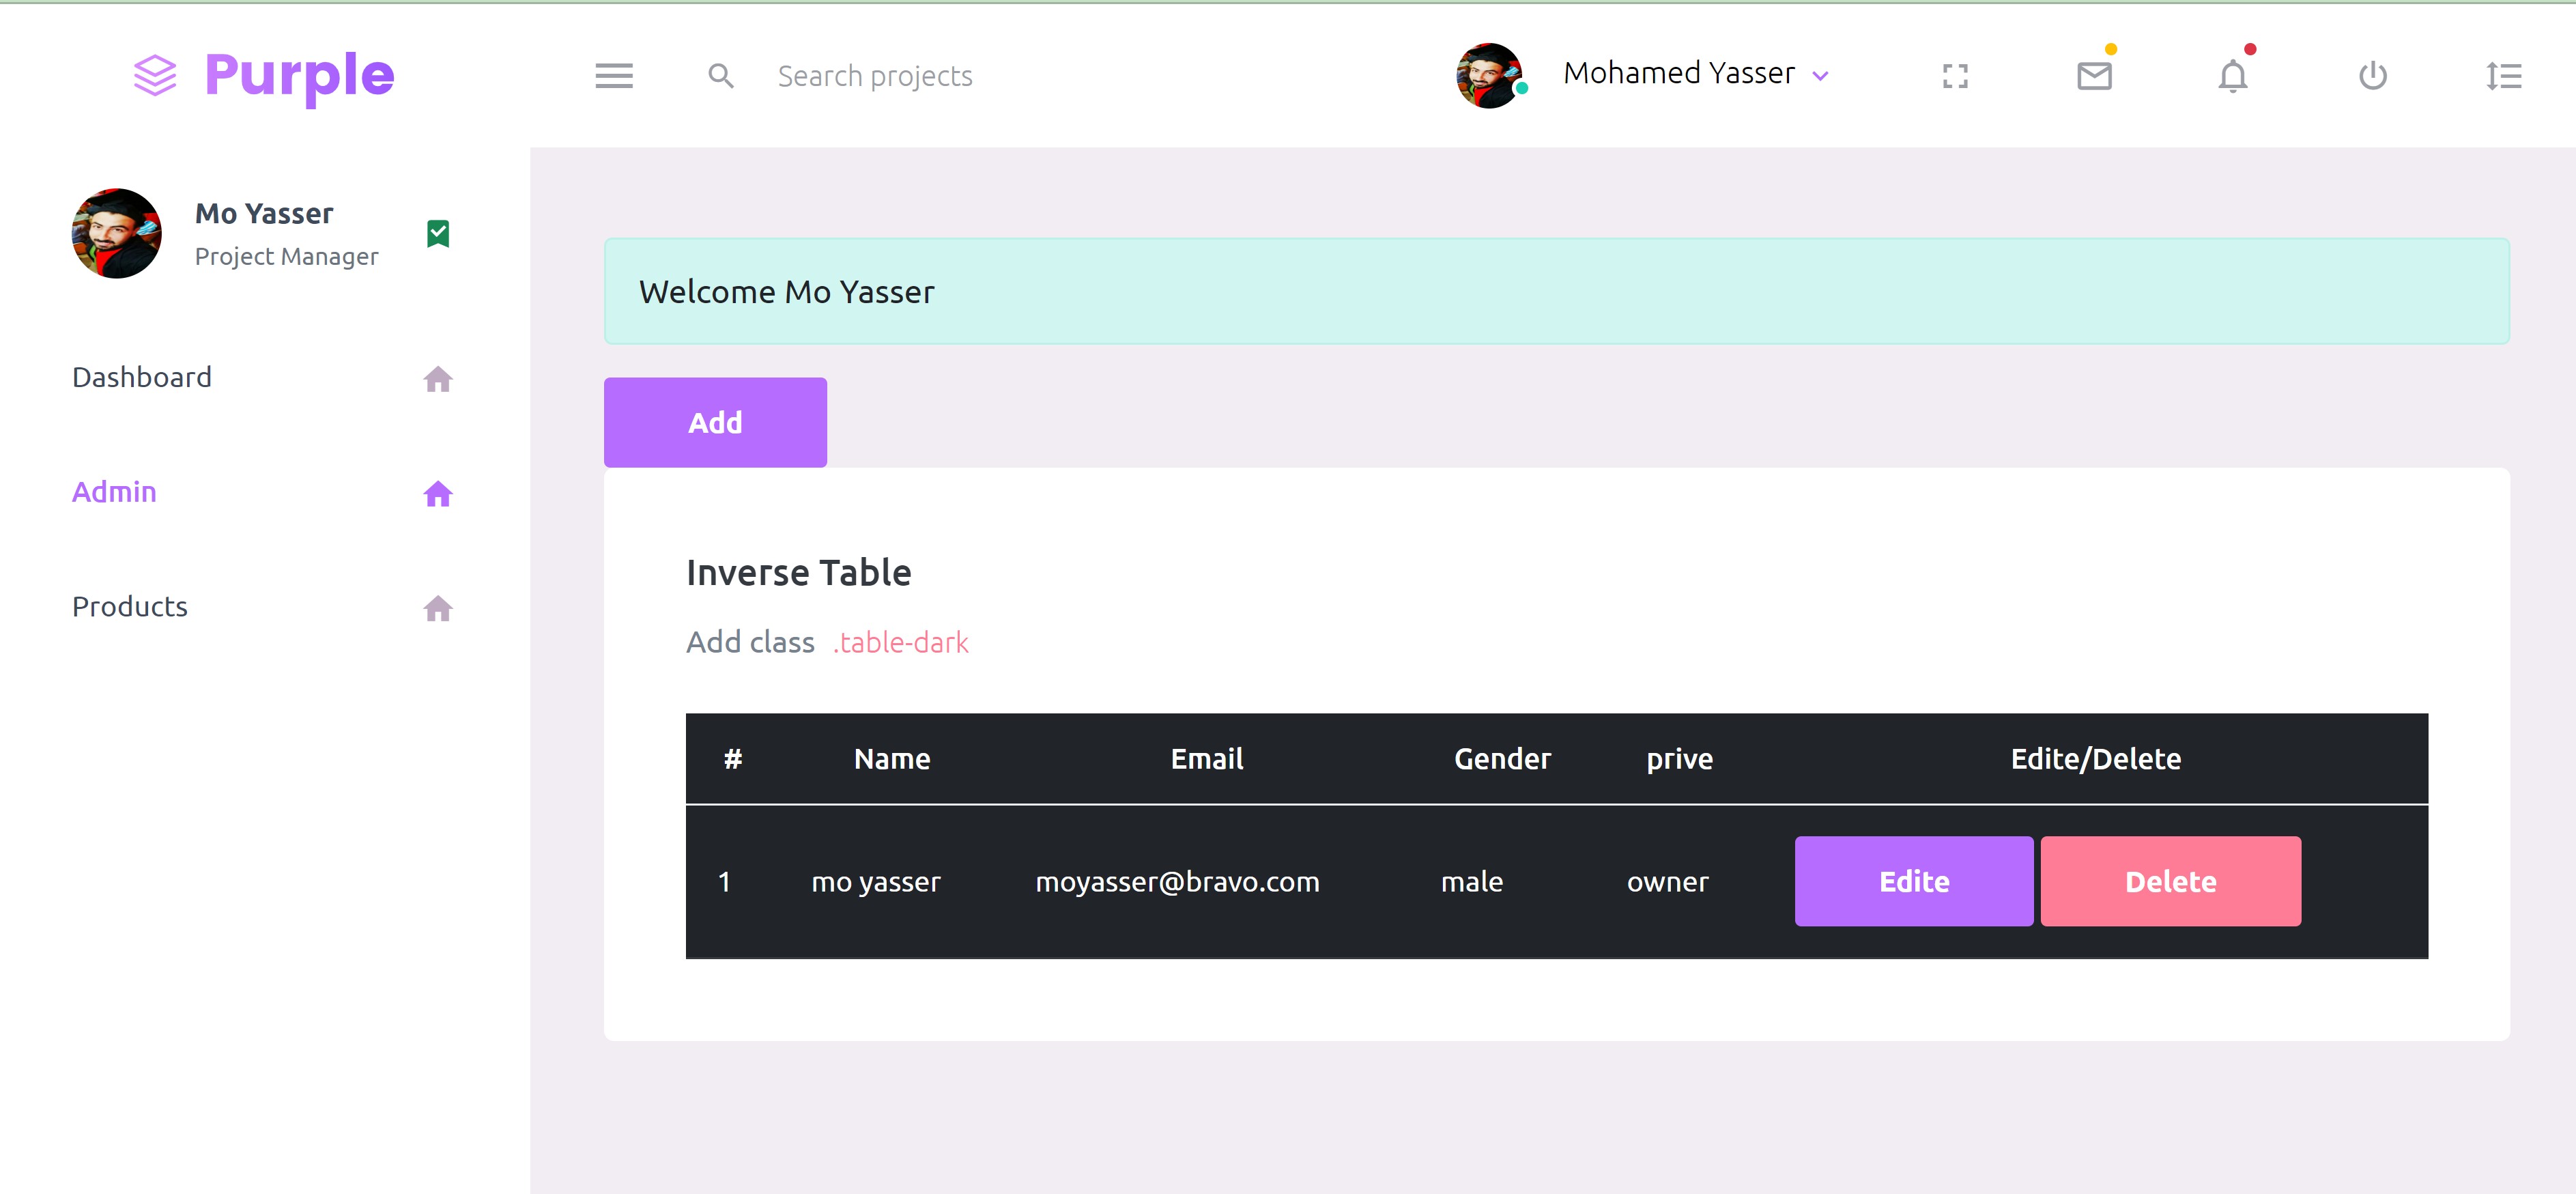 Purple
Search projects
Mohamed Yasser
Mo Yasser
Project Manager
Dashboard
Admin
Products
Welcome Mo Yasser
Add
Inverse Table
Add class .table-dark
# Name Email Gender prive Edite/Delete
1 mo yasser moyasser@bravo.com male owner Edite Delete